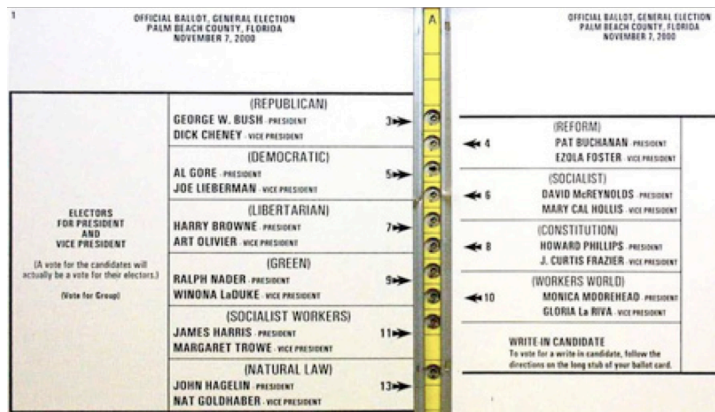 1
OFFICIAL BALLOT, GENERAL ELECTION
PALM BEACH COUNTY, FLORIDA
NOVEMBER 7, 2000
ELECTORS
FOR PRESIDENT
AND
VICE PRESIDENT
(A vote for the candidates will
actually be a vote for their electors.)
(Vote for Group)
(REPUBLICAN)
GEORGE W. BUSH - PRESIDENT 3
DICK CHENEY - VICE PRESIDENT
(DEMOCRATIC)
AL GORE - PRESIDENT 5
JOE LIEBERMAN - VICE PRESIDENT
(LIBERTARIAN)
HARRY BROWNE - PRESIDENT 7
ART OLIVIER - VICE PRESIDENT
(GREEN)
RALPH NADER - PRESIDENT 9
WINONA LaDUKE - VICE PRESIDENT
(SOCIALIST WORKERS)
JAMES HARRIS - PRESIDENT 11
MARGARET TROWE - VICE PRESIDENT
(NATURAL LAW)
JOHN HAGELIN - PRESIDENT 13
NAT GOLDHABER - VICE PRESIDENT
A
OFFICIAL BALLOT, GENERAL ELECTION
PALM BEACH COUNTY, FLORIDA
NOVEMBER 7, 2000
(REFORM)
4 PAT BUCHANAN - PRESIDENT
EZOLA FOSTER - VICE PRESIDENT
(SOCIALIST)
6 DAVID McREYNOLDS - PRESIDENT
MARY CAL HOLLIS - VICE PRESIDENT
(CONSTITUTION)
8 HOWARD PHILLIPS - PRESIDENT
J. CURTIS FRAZIER - VICE PRESIDENT
(WORKERS WORLD)
10 MONICA MOOREHEAD - PRESIDENT
GLORIA La RIVA - VICE PRESIDENT
WRITE-IN CANDIDATE
To vote for a write in candidate, follow the
directions on the long stub of your ballot card.